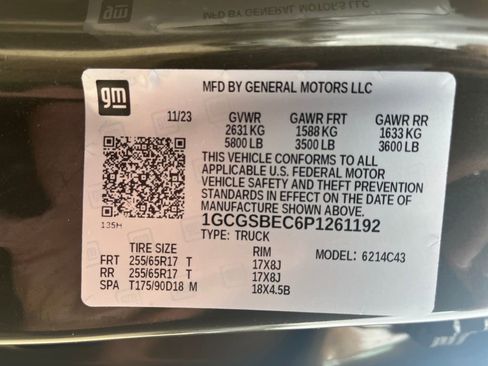 gm
MFD BY GENERAL MOTORS LLC
11/23 GVWR GAWR FRT GAWR RR
2631 KG 1588 KG 1633 KG
5800 LB 3500 LB 3600 LB
THIS VEHICLE CONFORMS TO ALL
APPLICABLE U.S. FEDERAL MOTOR
VEHICLE SAFETY AND THEFT
PREVENTION STANDARDS IN
EFFECT ON THE DATE OF
MANUFACTURE SHOWN ABOVE.
135M
1GCGSBEC6P1261192
TYPE: TRUCK
TIRE SIZE RIM MODEL: 6214C43
FRT 255/65R17 T 17X8J
RR 255/65R17 T 17X8J
SPA T175/90D18 M 18X4.5B